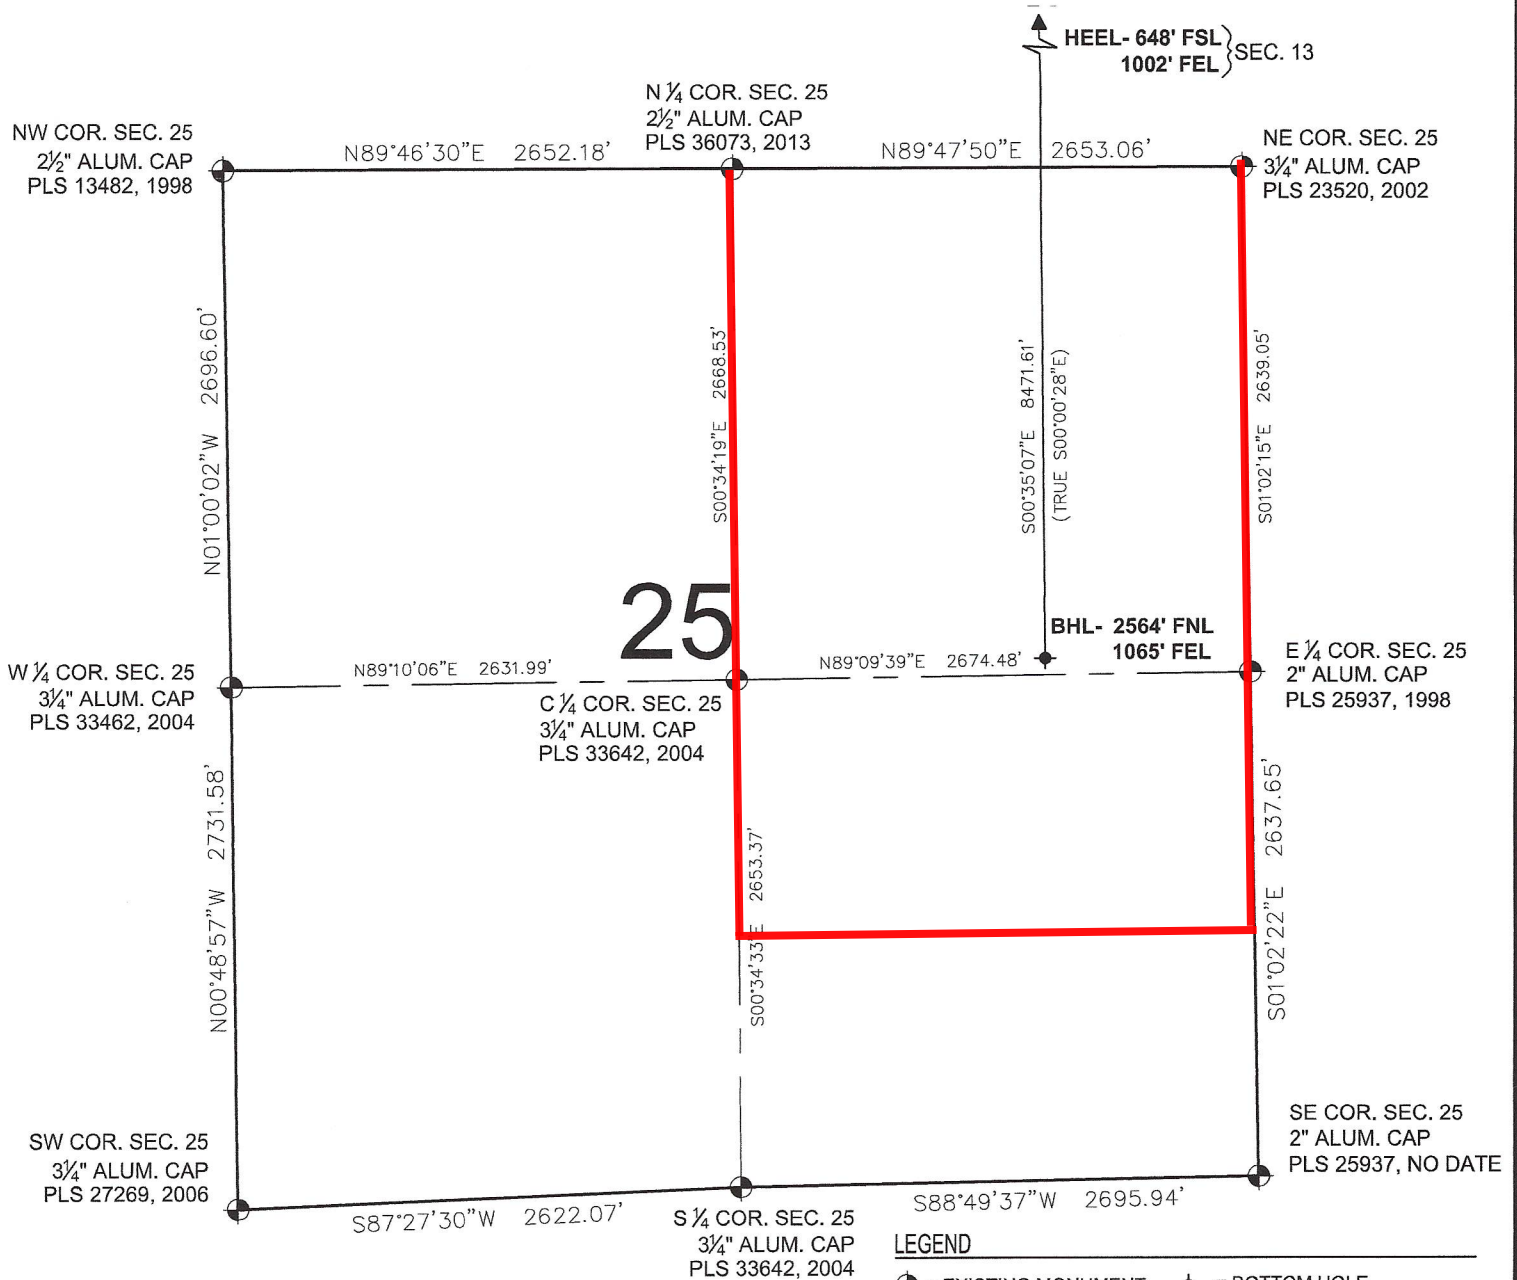 HEEL- 648' FSL
1002' FEL
SEC. 13
N 1/4 COR. SEC. 25
2½" ALUM. CAP
PLS 36073, 2013
NW COR. SEC. 25
2½" ALUM. CAP
PLS 13482, 1998
N89°46'30"E 2652.18'
N89°47'50"E 2653.06'
NE COR. SEC. 25
3¼" ALUM. CAP
PLS 23520, 2002
N01°00'02"W 2696.60'
S00°34'19"E 2668.53'
S00°35'07"E 8471.61'
(TRUE S00°00'28"E)
S01°02'15"E 2639.05'
25
BHL- 2564' FNL
1065' FEL
W 1/4 COR. SEC. 25
3¼" ALUM. CAP
PLS 33462, 2004
N89°10'06"E 2631.99'
N89°09'39"E 2674.48'
E 1/4 COR. SEC. 25
2" ALUM. CAP
PLS 25937, 1998
C 1/4 COR. SEC. 25
3¼" ALUM. CAP
PLS 33642, 2004
N00°48'57"W 2731.58'
S00°34'33"E 2653.37'
S01°02'22"E 2637.65'
SW COR. SEC. 25
3¼" ALUM. CAP
PLS 27269, 2006
SE COR. SEC. 25
2" ALUM. CAP
PLS 25937, NO DATE
S87°27'30"W 2622.07'
S88°49'37"W 2695.94'
S 1/4 COR. SEC. 25
3¼" ALUM. CAP
PLS 33642, 2004
LEGEND
= EXISTING MONUMENT
= BOTTOM HOLE